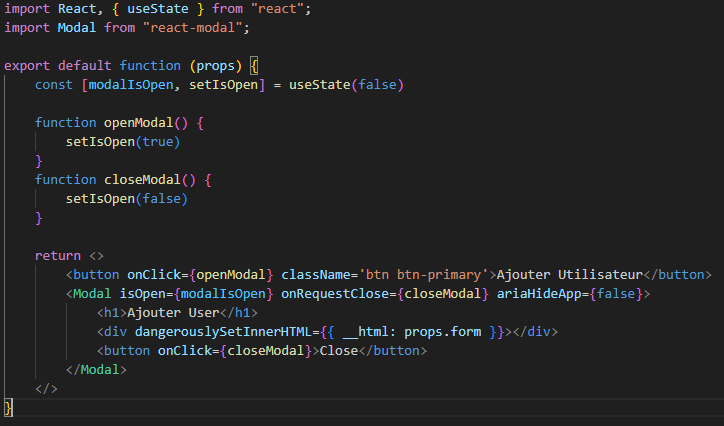 import React, { useState } from "react";
import Modal from "react-modal";
export default function (props) {
const [modalIsOpen, setIsOpen] = useState(false)
function openModal() {
setIsOpen(true)
}
function closeModal() {
setIsOpen(false)
}
return <>
<button onClick={openModal} className='btn btn-primary'>Ajouter Utilisateur</button>
<Modal isOpen={modalIsOpen} onRequestClose={closeModal} ariaHideApp={false}>
<h1>Ajouter User</h1>
<div dangerouslySetInnerHTML={{ __html: props.form }}></div>
<button onClick={closeModal}>Close</button>
</Modal>
</>
}